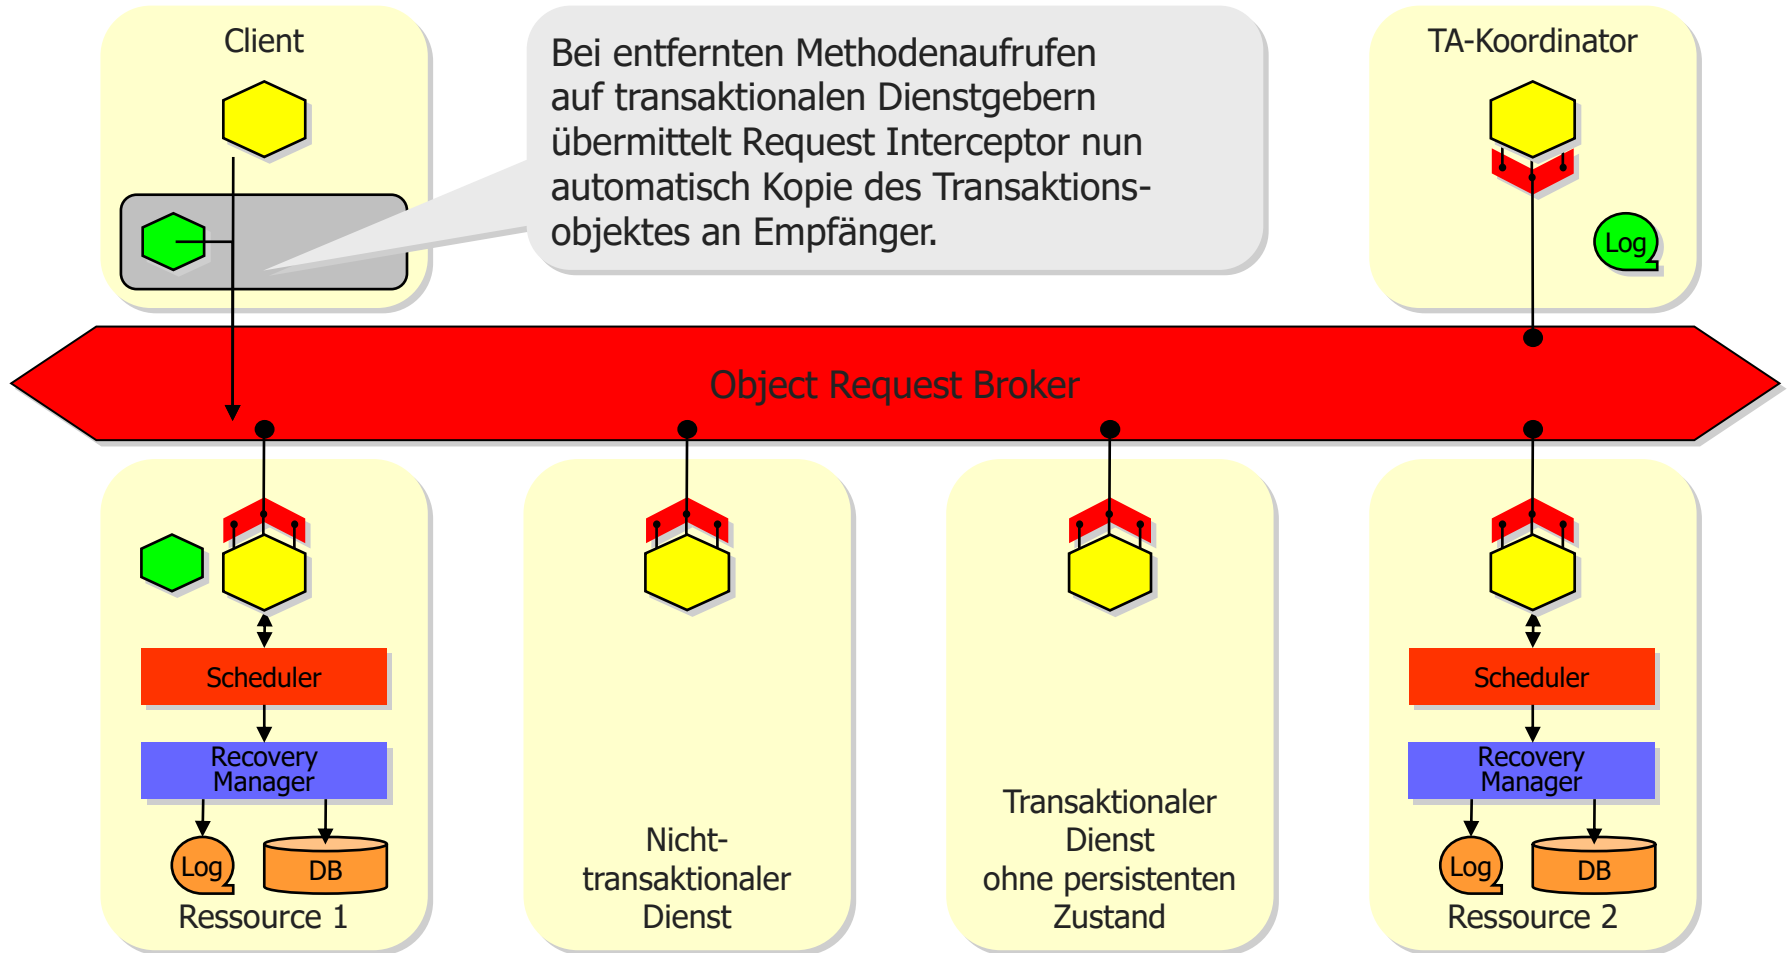 Client
Bei entfernten Methodenaufrufen
auf transaktionalen Dienstgebern
übermittelt Request Interceptor nun
automatisch Kopie des Transaktions-
objektes an Empfänger.
TA-Koordinator
Log
Object Request Broker
Scheduler
Recovery
Manager
Log
DB
Ressource 1
Nicht-
transaktionaler
Dienst
Transaktionaler
Dienst
ohne persistenten
Zustand
Scheduler
Recovery
Manager
Log
DB
Ressource 2